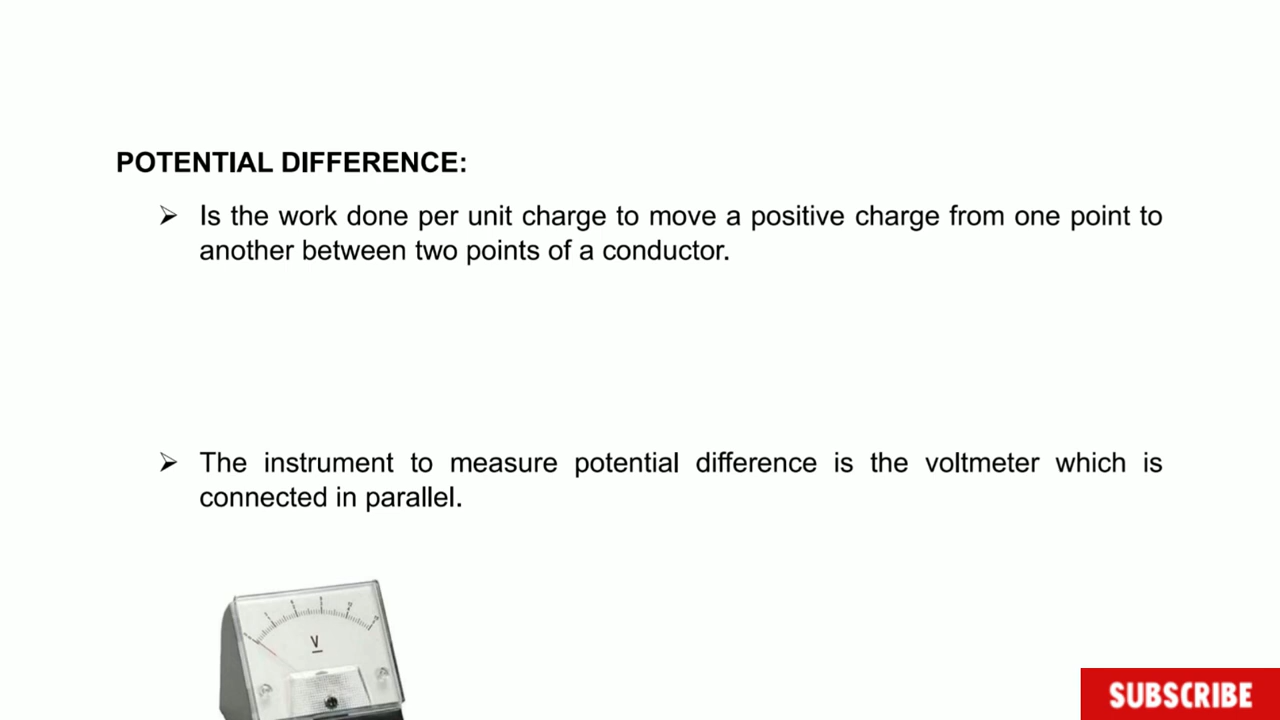 POTENTIAL DIFFERENCE:
➢ Is the work done per unit charge to move a positive charge from one point to
another between two points of a conductor.
➢ The instrument to measure potential difference is the voltmeter which is
connected in parallel.
V
SUBSCRIBE